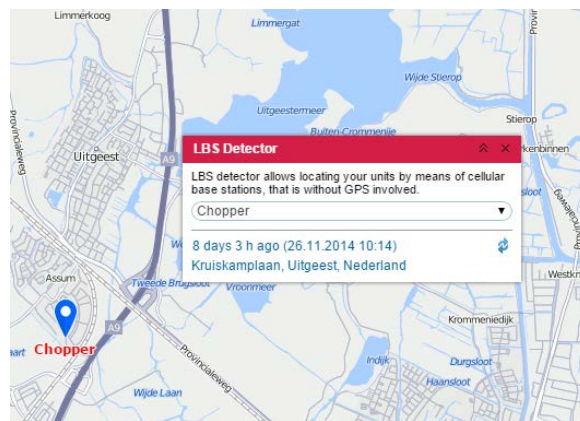 Limmerkoog
Limmergat
Wijde Stierop
Provincialeweg
Uitgeestermeer
Stierop
Buiten-Crommenije
LBS Detector
Uitgeest
A9
LBS detector allows locating your units by means of cellular
base stations, that is without GPS involved.
Chopper
8 days 3 h ago (26.11.2014 10:14)
Kruiskamplaan, Uitgeest, Nederland
Assum
Tweede Brugsloot
Vroonmeer
Krommeniedijk
A9
Chopper
Provincialeweg
Indijk
Durgsloot
Haansloot
Wijde Laan